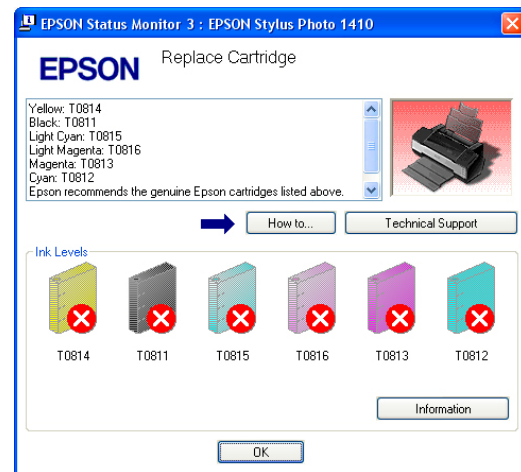 EPSON Status Monitor 3 : EPSON Stylus Photo 1410
EPSON
Replace Cartridge
Yellow: T0814
Black: T0811
Light Cyan: T0815
Light Magenta: T0816
Magenta: T0813
Cyan: T0812
Epson recommends the genuine Epson cartridges listed above.
How to...
Technical Support
Ink Levels
T0814
T0811
T0815
T0816
T0813
T0812
Information
OK